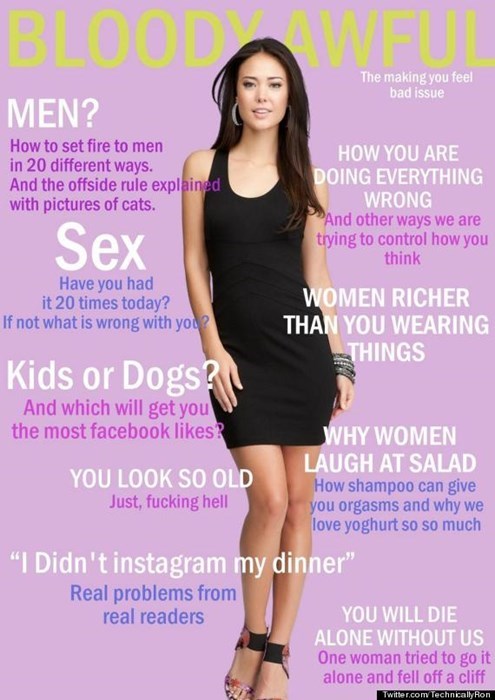 BLOODY AWFUL
The making you feel
bad issue
MEN?
How to set fire to men
in 20 different ways.
And the offside rule explained
with pictures of cats.
HOW YOU ARE
DOING EVERYTHING
WRONG
And other ways we are
trying to control how you
think
Sex
Have you had
it 20 times today?
If not what is wrong with you?
WOMEN RICHER
THAN YOU WEARING
THINGS
Kids or Dogs?
And which will get you
the most facebook likes?
WHY WOMEN
LAUGH AT SALAD
How shampoo can give
you orgasms and why we
love yoghurt so so much
YOU LOOK SO OLD
Just, fucking hell
“I Didn't instagram my dinner”
Real problems from
real readers
YOU WILL DIE
ALONE WITHOUT US
One woman tried to go it
alone and fell off a cliff
Twitter.com/TechnicallyRon